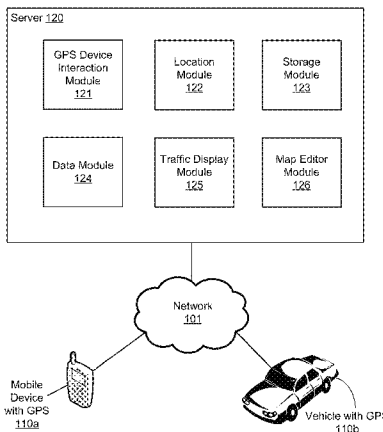 Server 120
GPS Device
Interaction
Module
121
Location
Module
122
Storage
Module
123
Data Module
124
Traffic Display
Module
125
Map Editor
Module
126
Network
101
Mobile
Device
with GPS
110a
Vehicle with GPS
110b